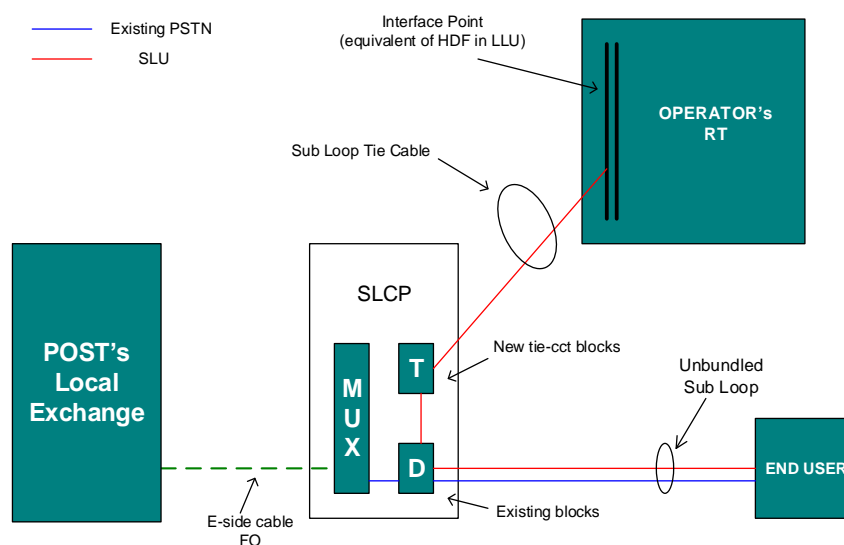 Existing PSTN
SLU
Interface Point
(equivalent of HDF in LLU)
OPERATOR's
RT
Sub Loop Tie Cable
SLCP
POST's
Local
Exchange
MUX
T
New tie-cct blocks
D
Unbundled
Sub Loop
END USER
E-side cable
FO
Existing blocks